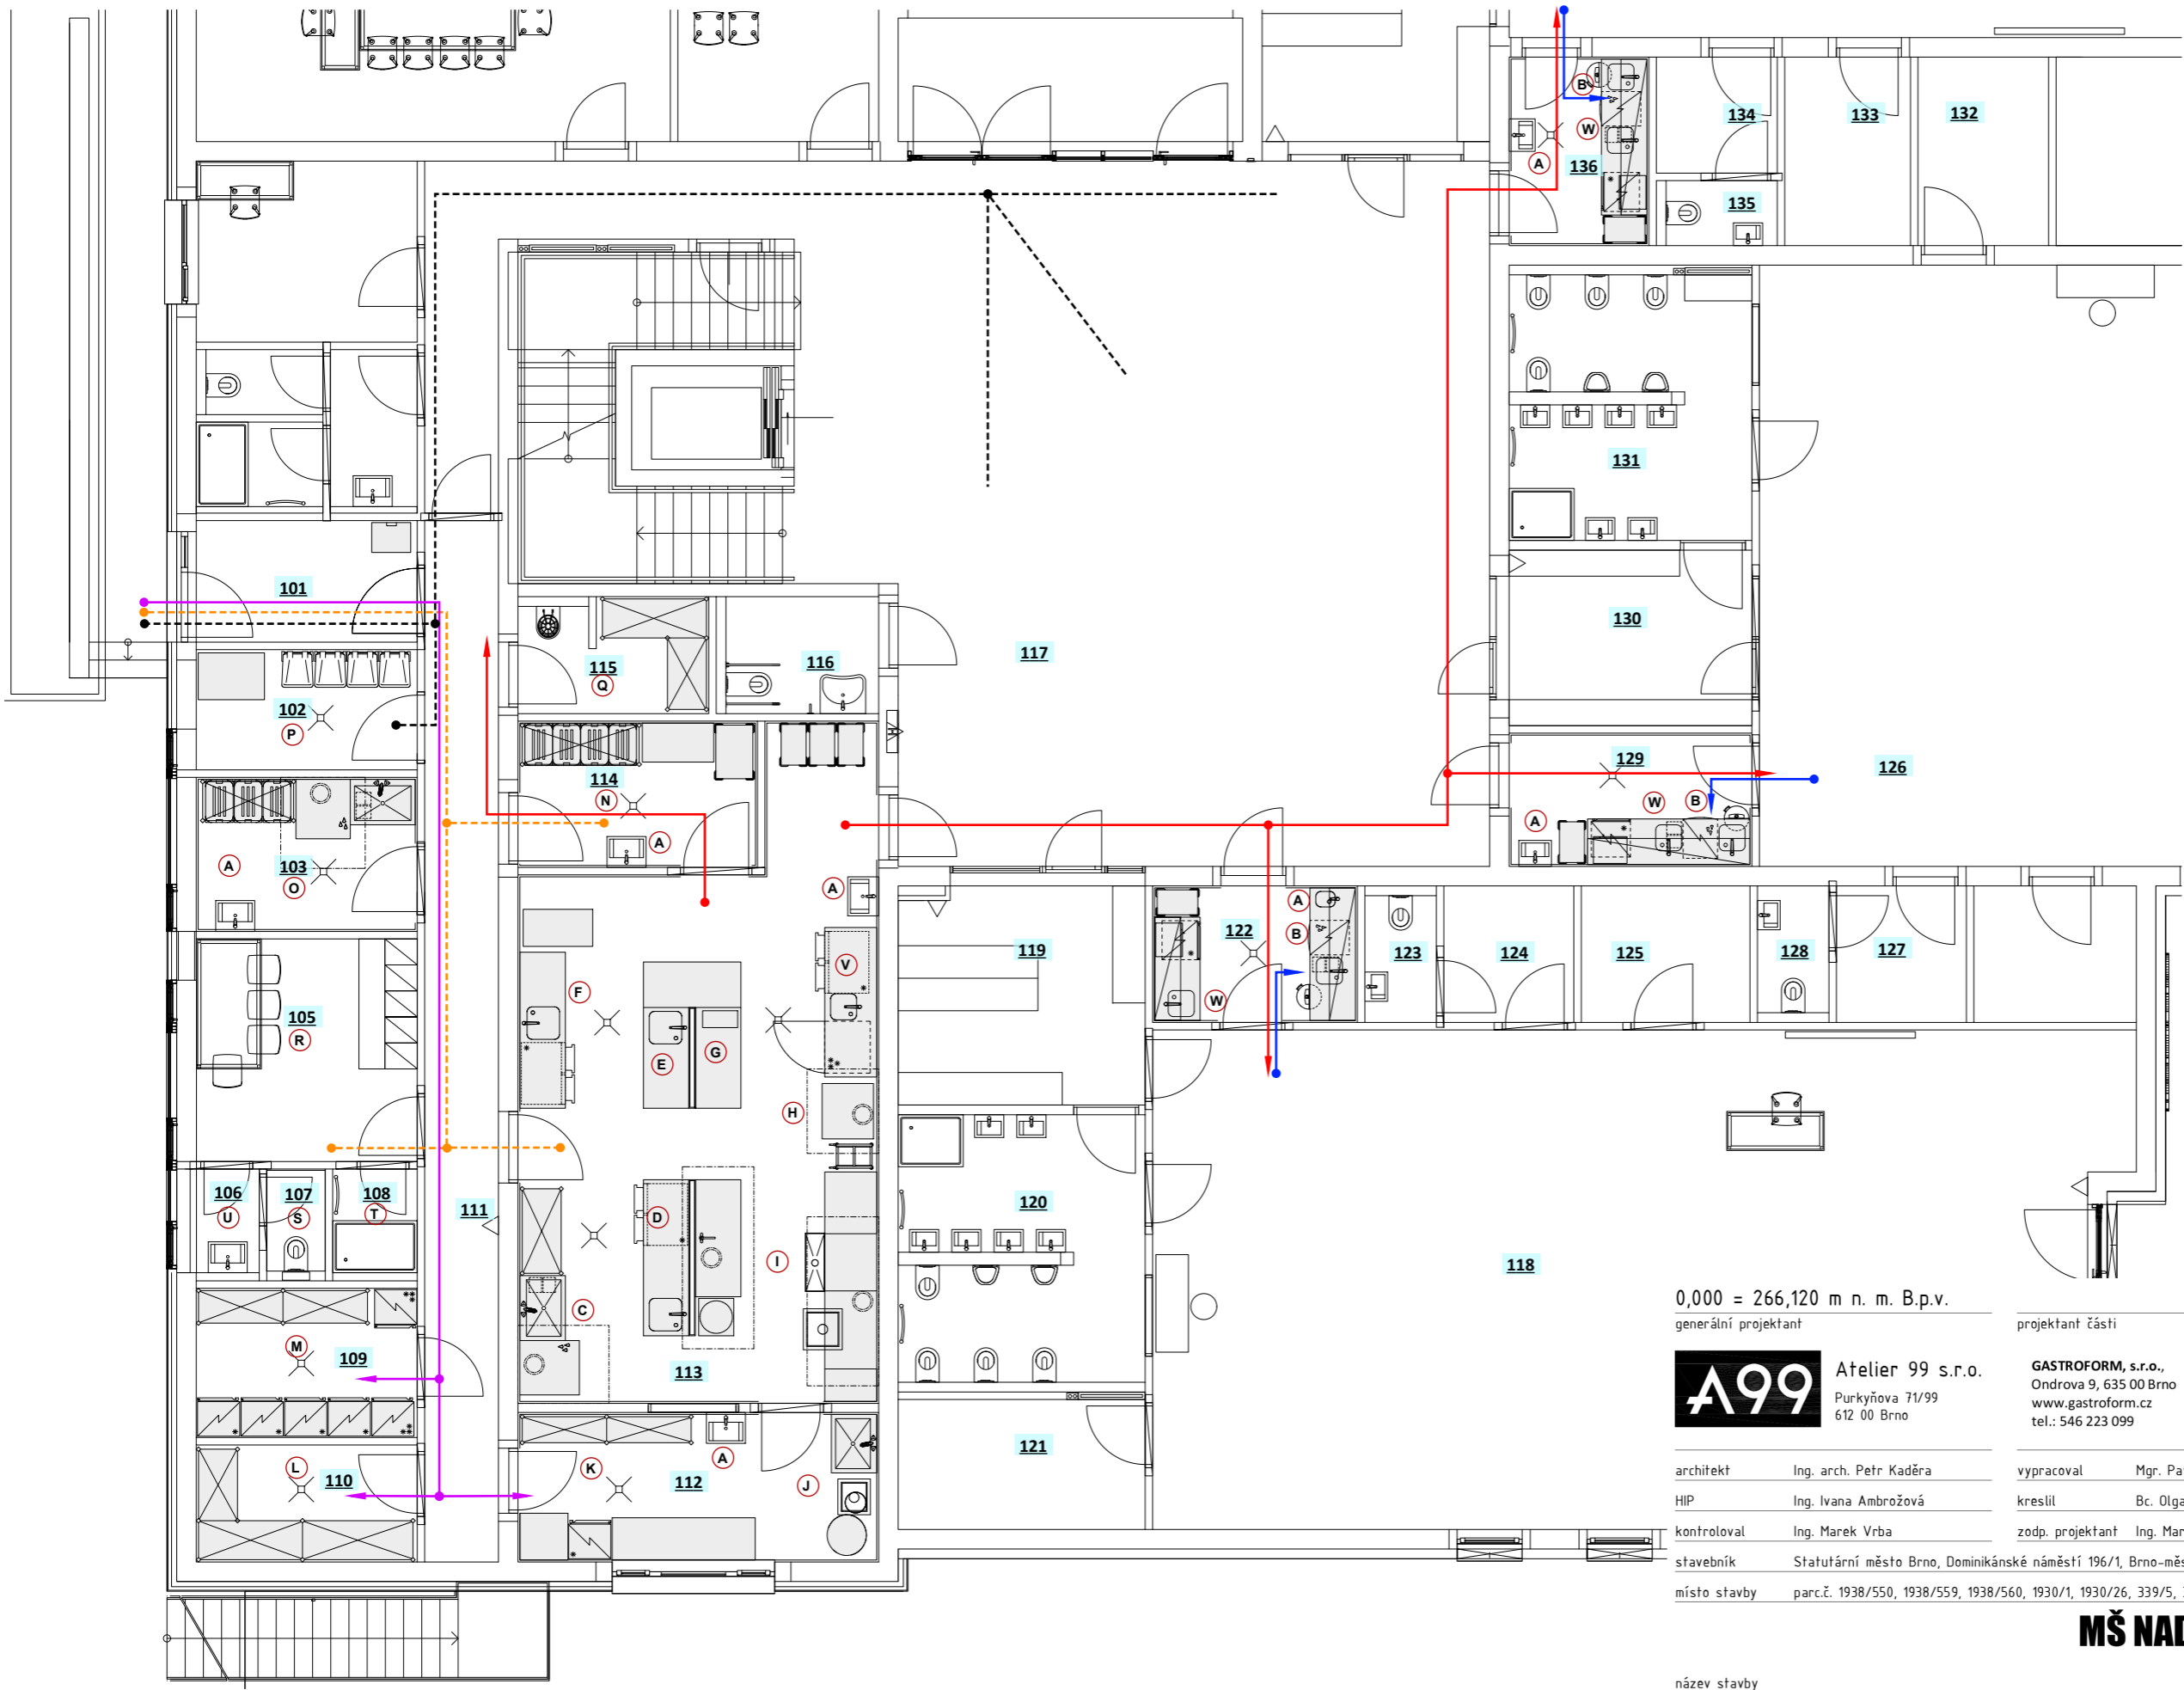 B
134
133
132
W
A
136
135
131
101
130
115
Q
116
117
102
P
129
126
114
N
W
B
A
A
103
A
O
A
A
119
122
B
123
124
125
128
127
V
F
W
105
R
E
G
H
106
107
108
111
120
U
S
T
D
I
118
C
M
109
113
0,000 = 266,120 m n. m. B.p.v.
generální projektant
projektant části
A99
Atelier 99 s.r.o.
Purkyňova 71/99
612 00 Brno
GASTROFORM, s.r.o.,
Ondrova 9, 635 00 Brno
www.gastroform.cz
tel.: 546 223 099
121
L
110
K
A
112
J
architekt Ing. arch. Petr Kaděra
vypracoval Mgr.
HIP Ing. Ivana Ambrožová
kreslil Bc.
kontroloval Ing. Marek Vrba
zodp. projektant Ing.
stavebník Statutární město Brno, Dominikánské náměstí 196/1,
místo stavby parc.č. 1938/550, 1938/559, 1938/560, 1930/1, 1930/26, 339/5,
MŠ
název stavby